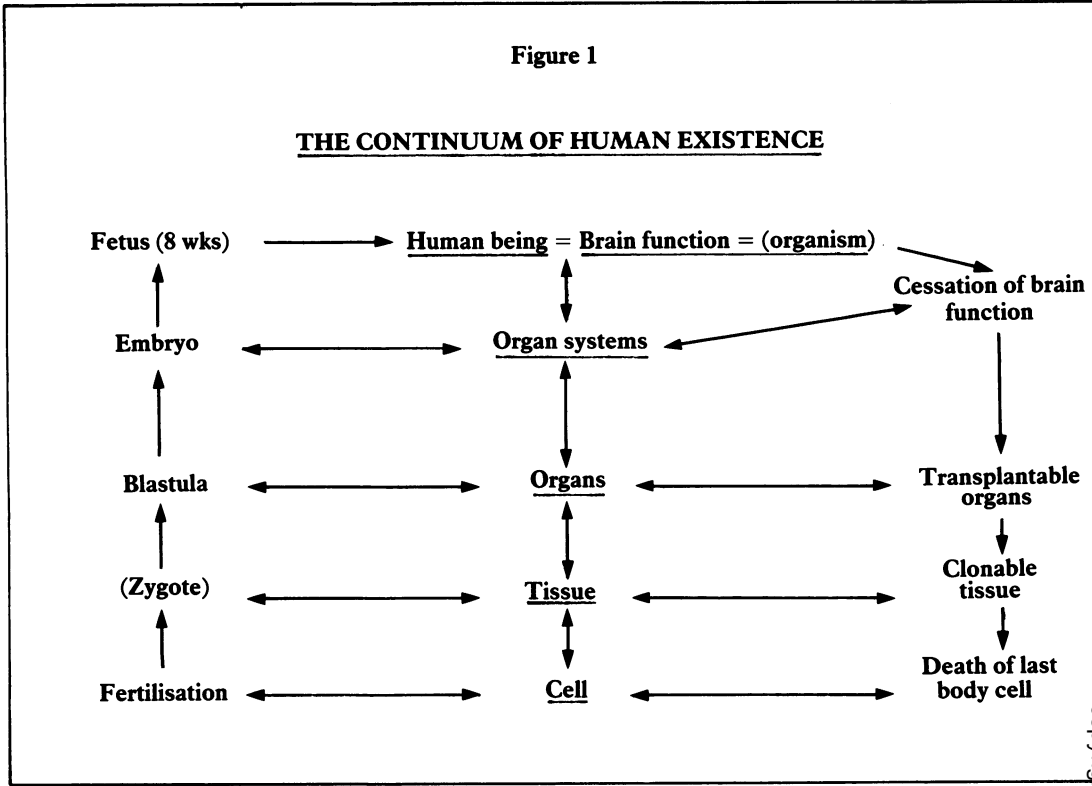 Figure 1
THE CONTINUUM OF HUMAN EXISTENCE
Fetus (8 wks)
Human being = Brain function = (organism)
Cessation of brain
function
Embryo
Organ systems
Blastula
Organs
Transplantable
organs
(Zygote)
Tissue
Clonable
tissue
Fertilisation
Cell
Death of last
body cell